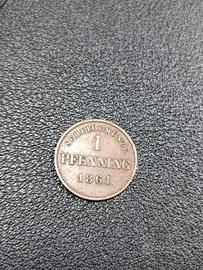 SCHEIDEMÜNZE
1
PFENNING
1861